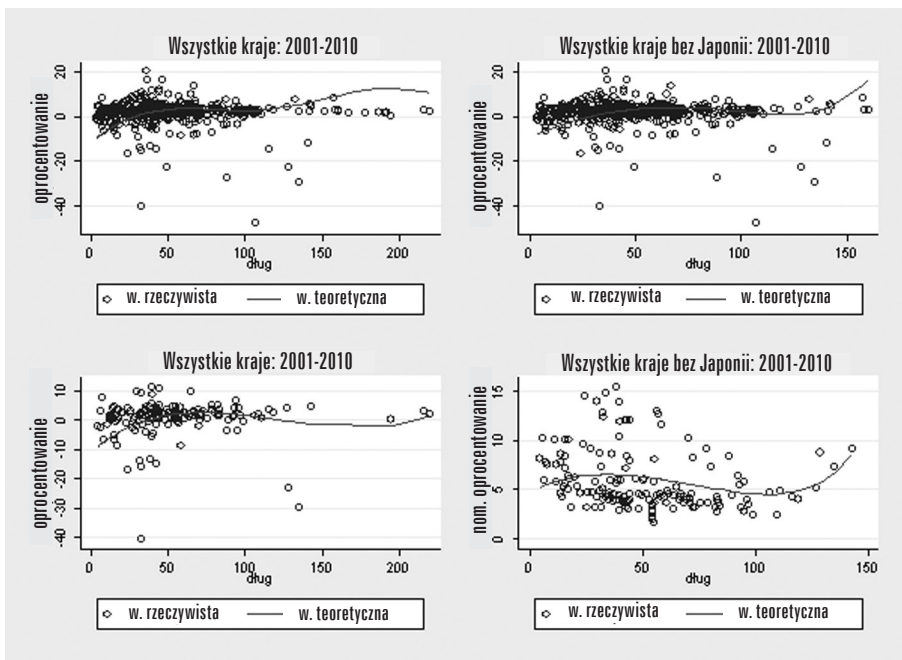 Wszystkie kraje: 2001-2010
oprocentowanie
20
0
-20
-40
0 50 100 150 200
dług
w. rzeczywista w. teoretyczna
Wszystkie kraje bez Japonii: 2001-2010
oprocentowanie
20
0
-20
-40
0 50 100 150
dług
w. rzeczywista w. teoretyczna
Wszystkie kraje: 2001-2010
oprocentowanie
10
0
-10
-20
-30
-40
0 50 100 150 200
dług
w. rzeczywista w. teoretyczna
Wszystkie kraje bez Japonii: 2001-2010
nom. oprocentowanie
15
10
5
0
0 50 100 150
dług
w. rzeczywista w. teoretyczna